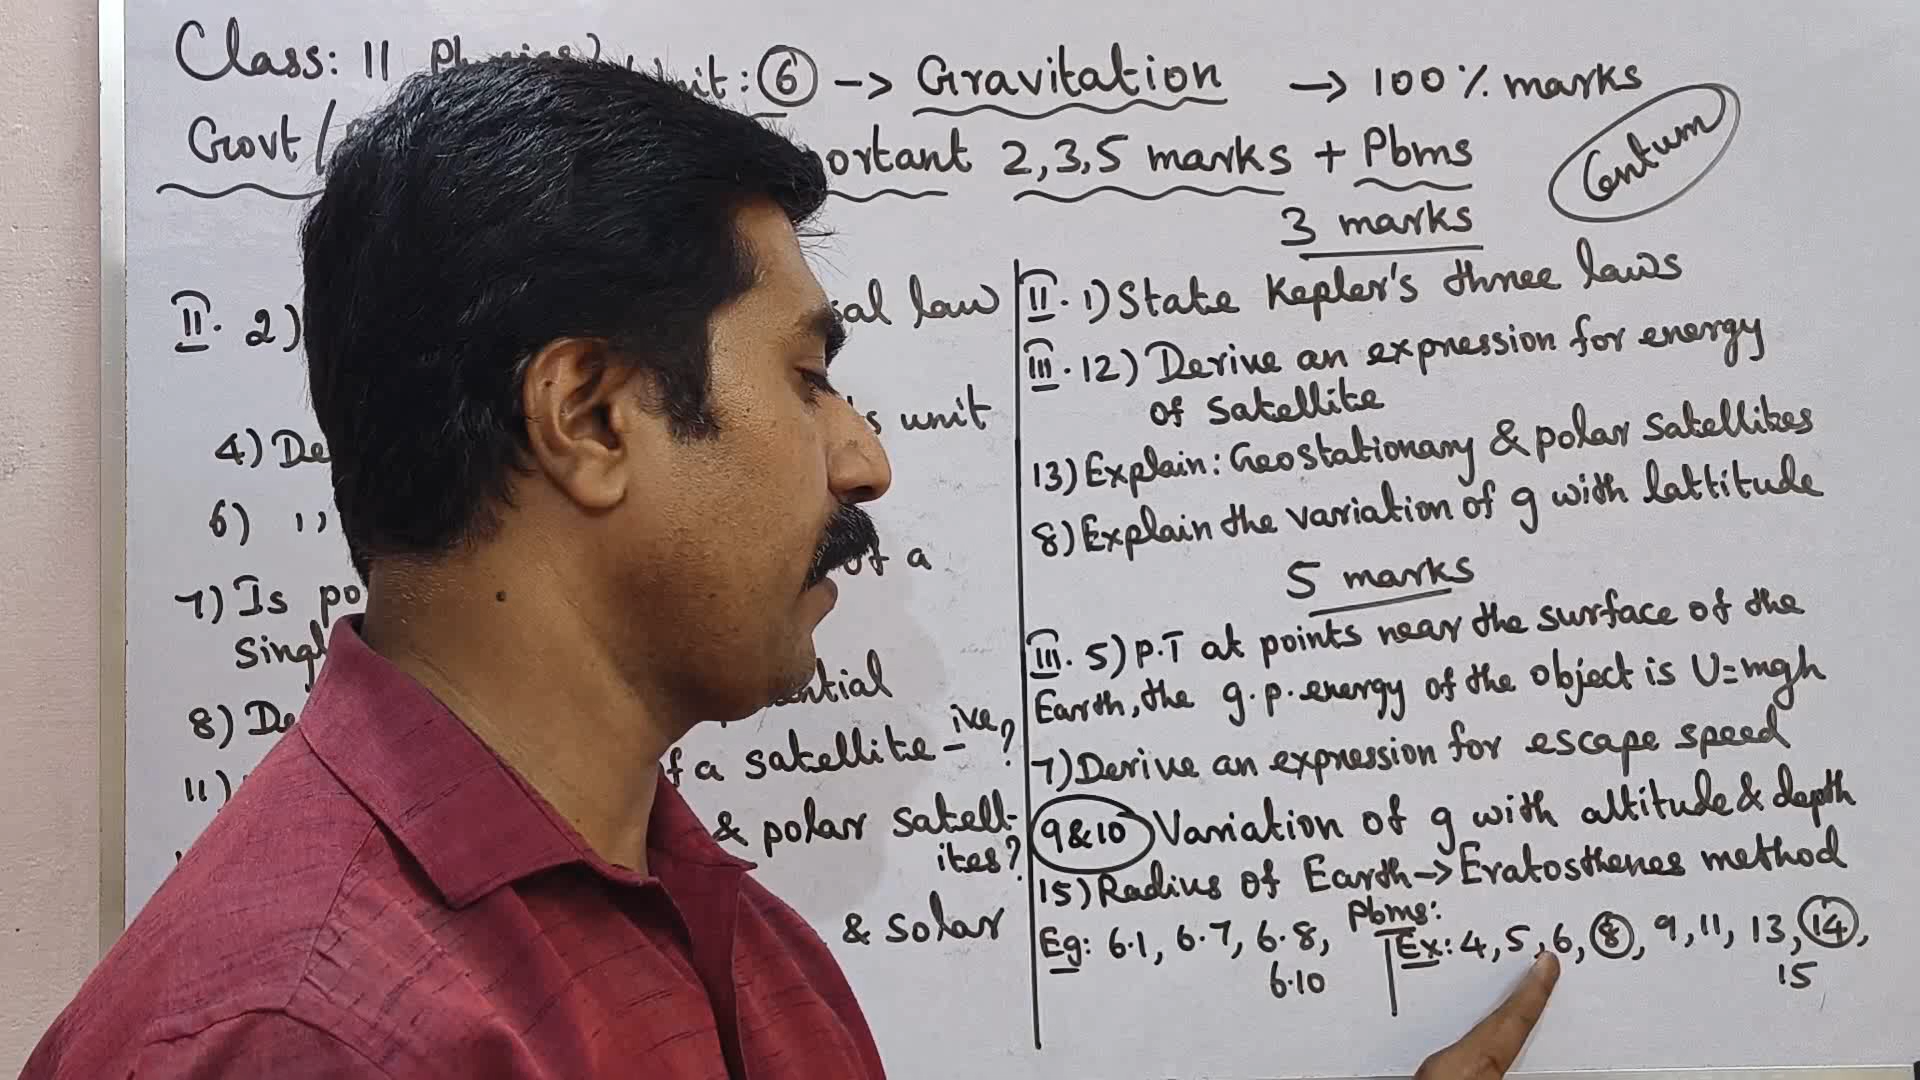 Class: 11 Unit: 6 -> Gravitation -> 100% marks
Govt/ 2,3,5 marks + Pbms
Centum
II. 2) law
unit
4)
6) ,,
of a
7) Is
8)
of a satellite -ive?
11)
& polar satell-
ites?
& solar
3 marks
II. 1) State Kepler's three laws
III. 12) Derive an expression for energy
of satellite
13) Explain: Geostationary & polar satellites
8) Explain the variation of g with lattitude
5 marks
III. 5) P.T at points near the surface of the
Earth, the g.p. energy of the object is U=mgh
7) Derive an expression for escape speed
9&10) Variation of g with altitude & depth
15) Radius of Earth -> Eratosthenes method
Pbms:
Eg: 6.1, 6.7, 6.8,
6.10
Ex: 4, 5, 6, 8, 9, 11, 13, 14,
15